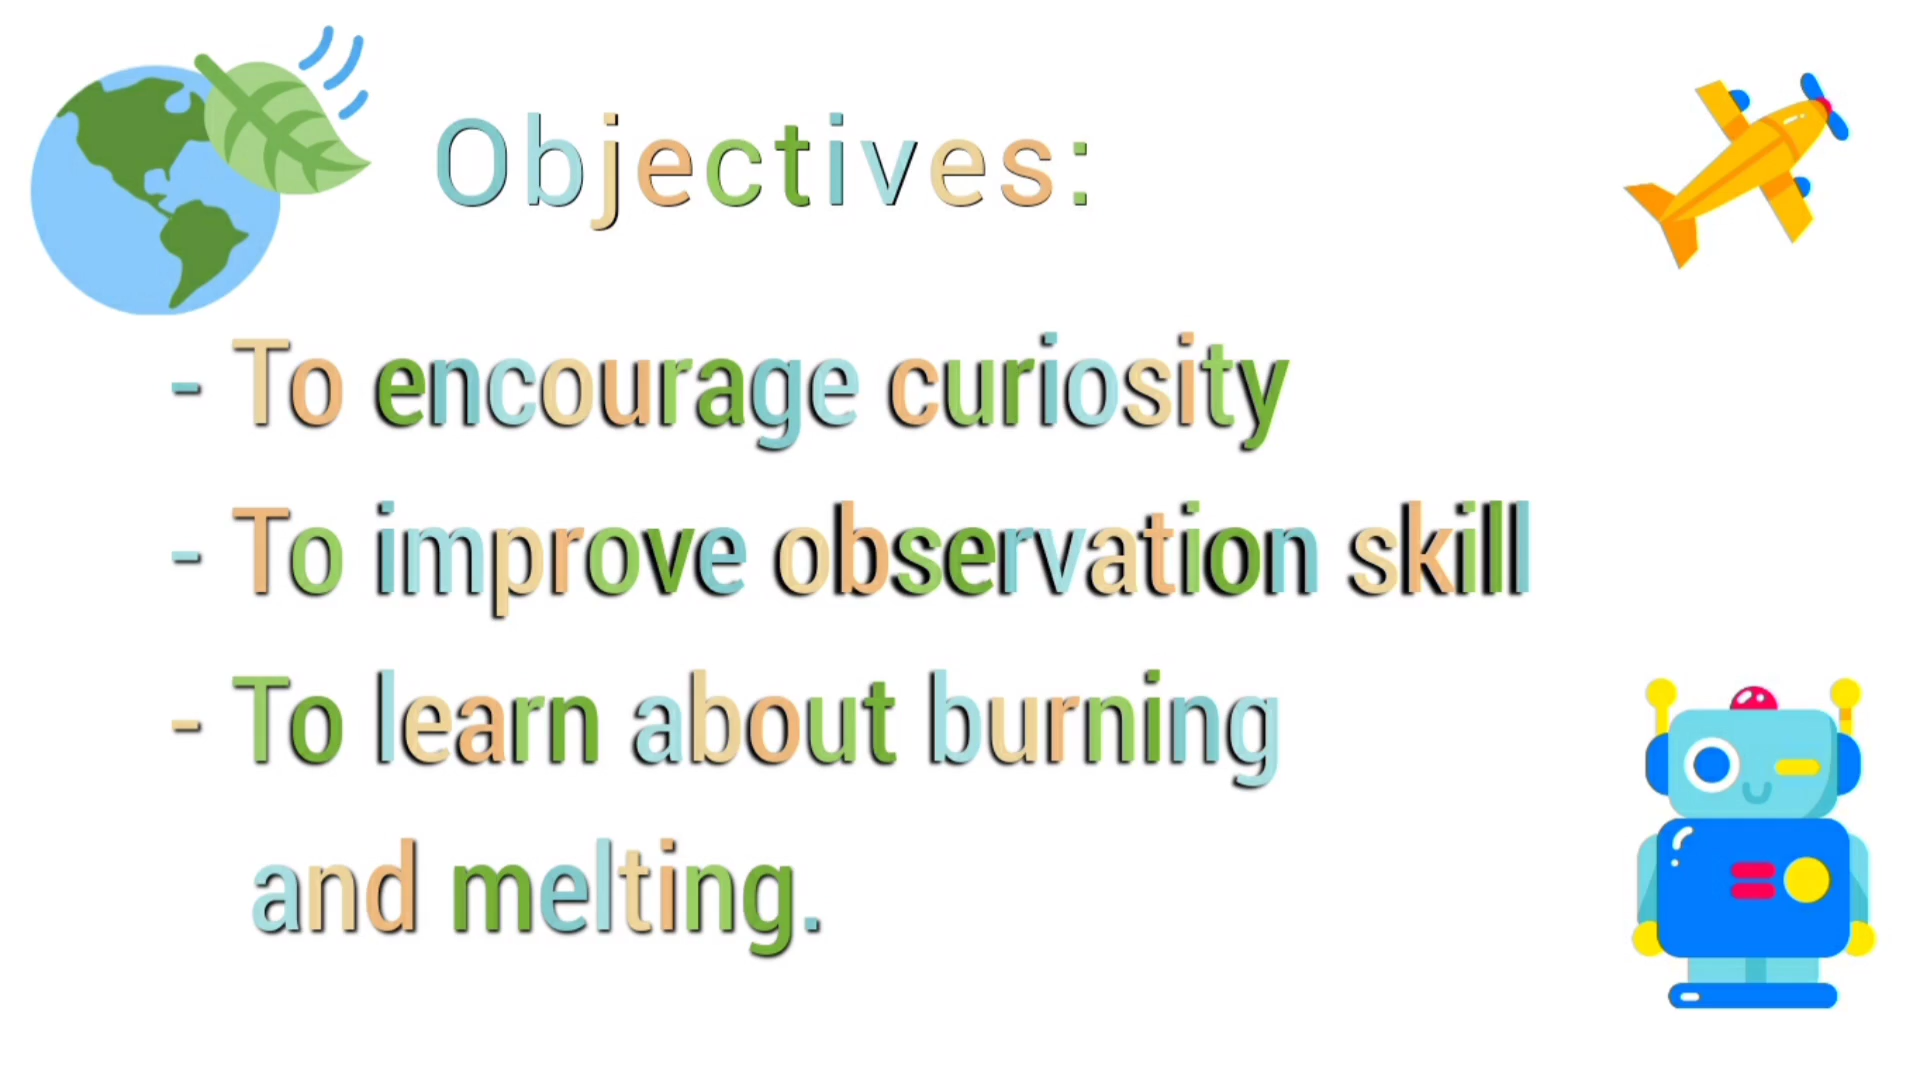 Objectives:
- To encourage curiosity
- To improve observation skill
- To learn about burning
and melting.